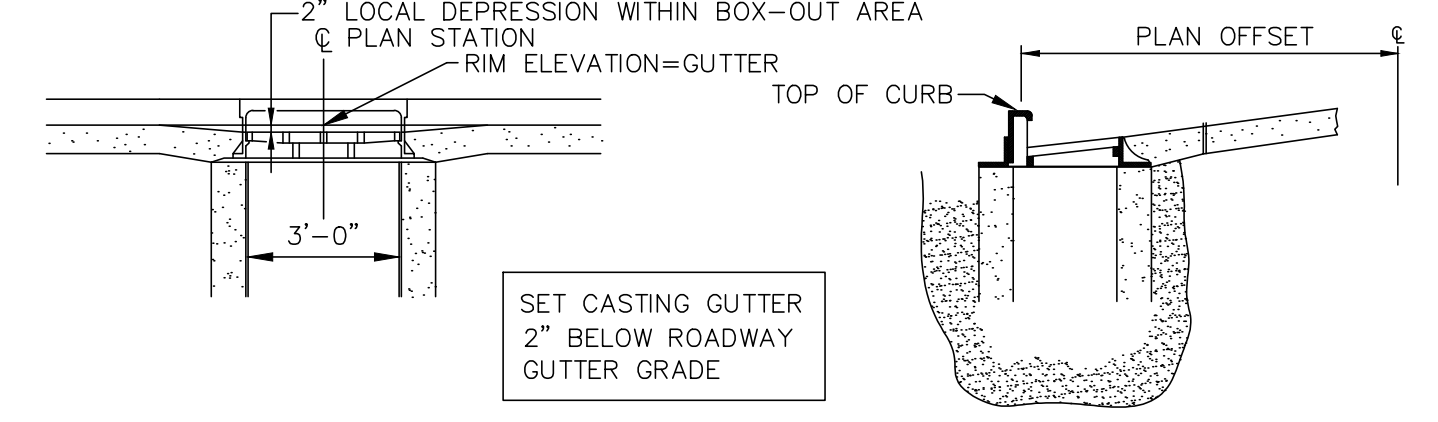 2" LOCAL DEPRESSION WITHIN BOX-OUT AREA
℄ PLAN STATION
RIM ELEVATION=GUTTER
3'-0"
SET CASTING GUTTER
2" BELOW ROADWAY
GUTTER GRADE
PLAN OFFSET
℄
TOP OF CURB